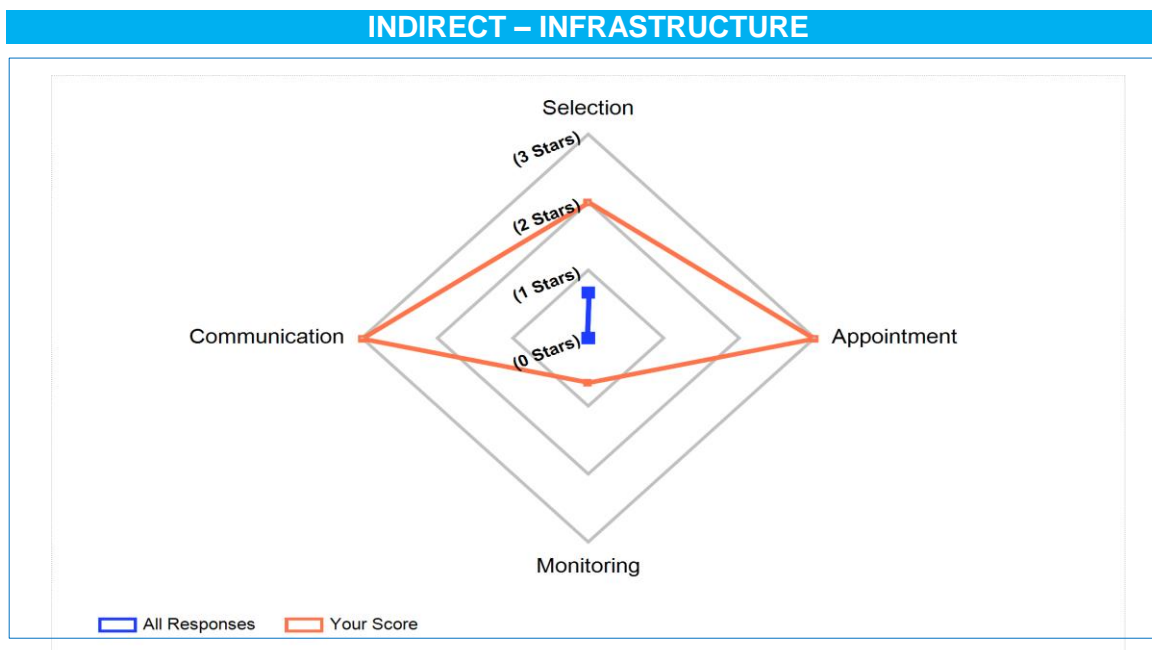 INDIRECT – INFRASTRUCTURE
Selection
(3 Stars)
(2 Stars)
(1 Stars)
(0 Stars)
Communication
Appointment
Monitoring
All Responses
Your Score